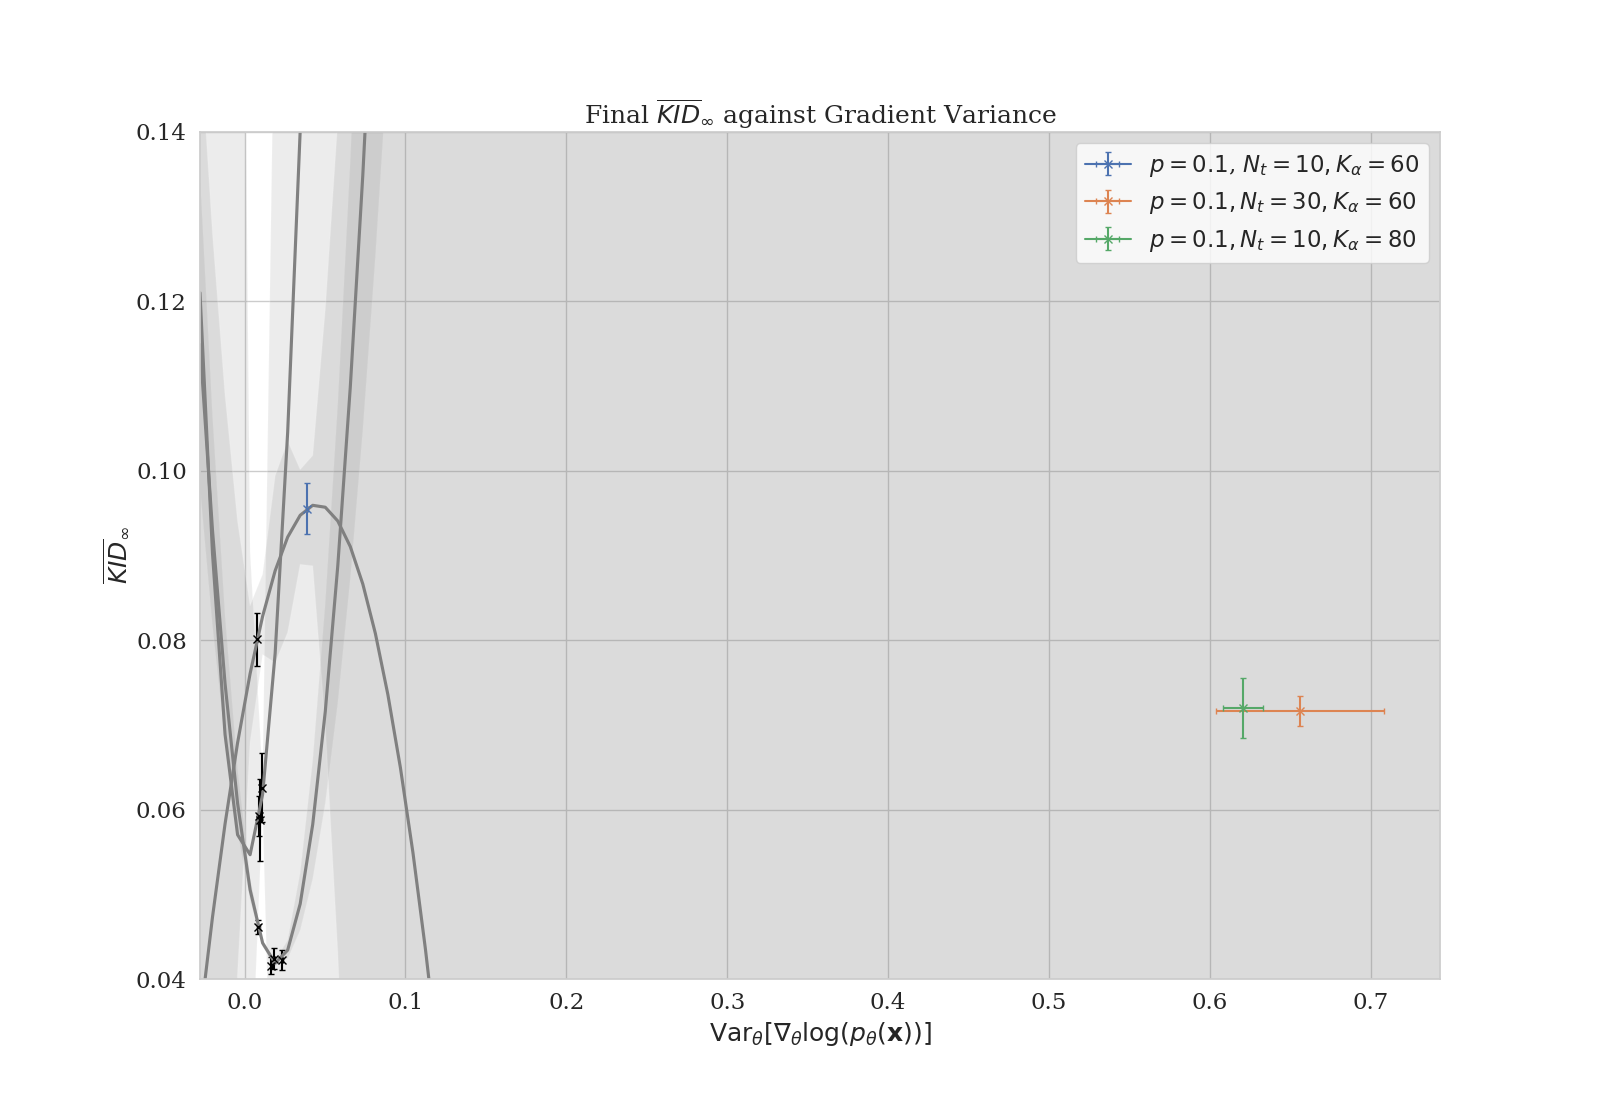 Final $\overline{KID}_\infty$ against Gradient Variance
0.14
0.12
0.10
0.08
0.06
0.04
$\overline{KID}_\infty$
$p = 0.1, N_t = 10, K_\alpha = 60$
$p = 0.1, N_t = 30, K_\alpha = 60$
$p = 0.1, N_t = 10, K_\alpha = 80$
0.0 0.1 0.2 0.3 0.4 0.5 0.6 0.7
$\mathrm{Var}_\theta[\nabla_\theta \log(p_\theta(\mathbf{x}))]$